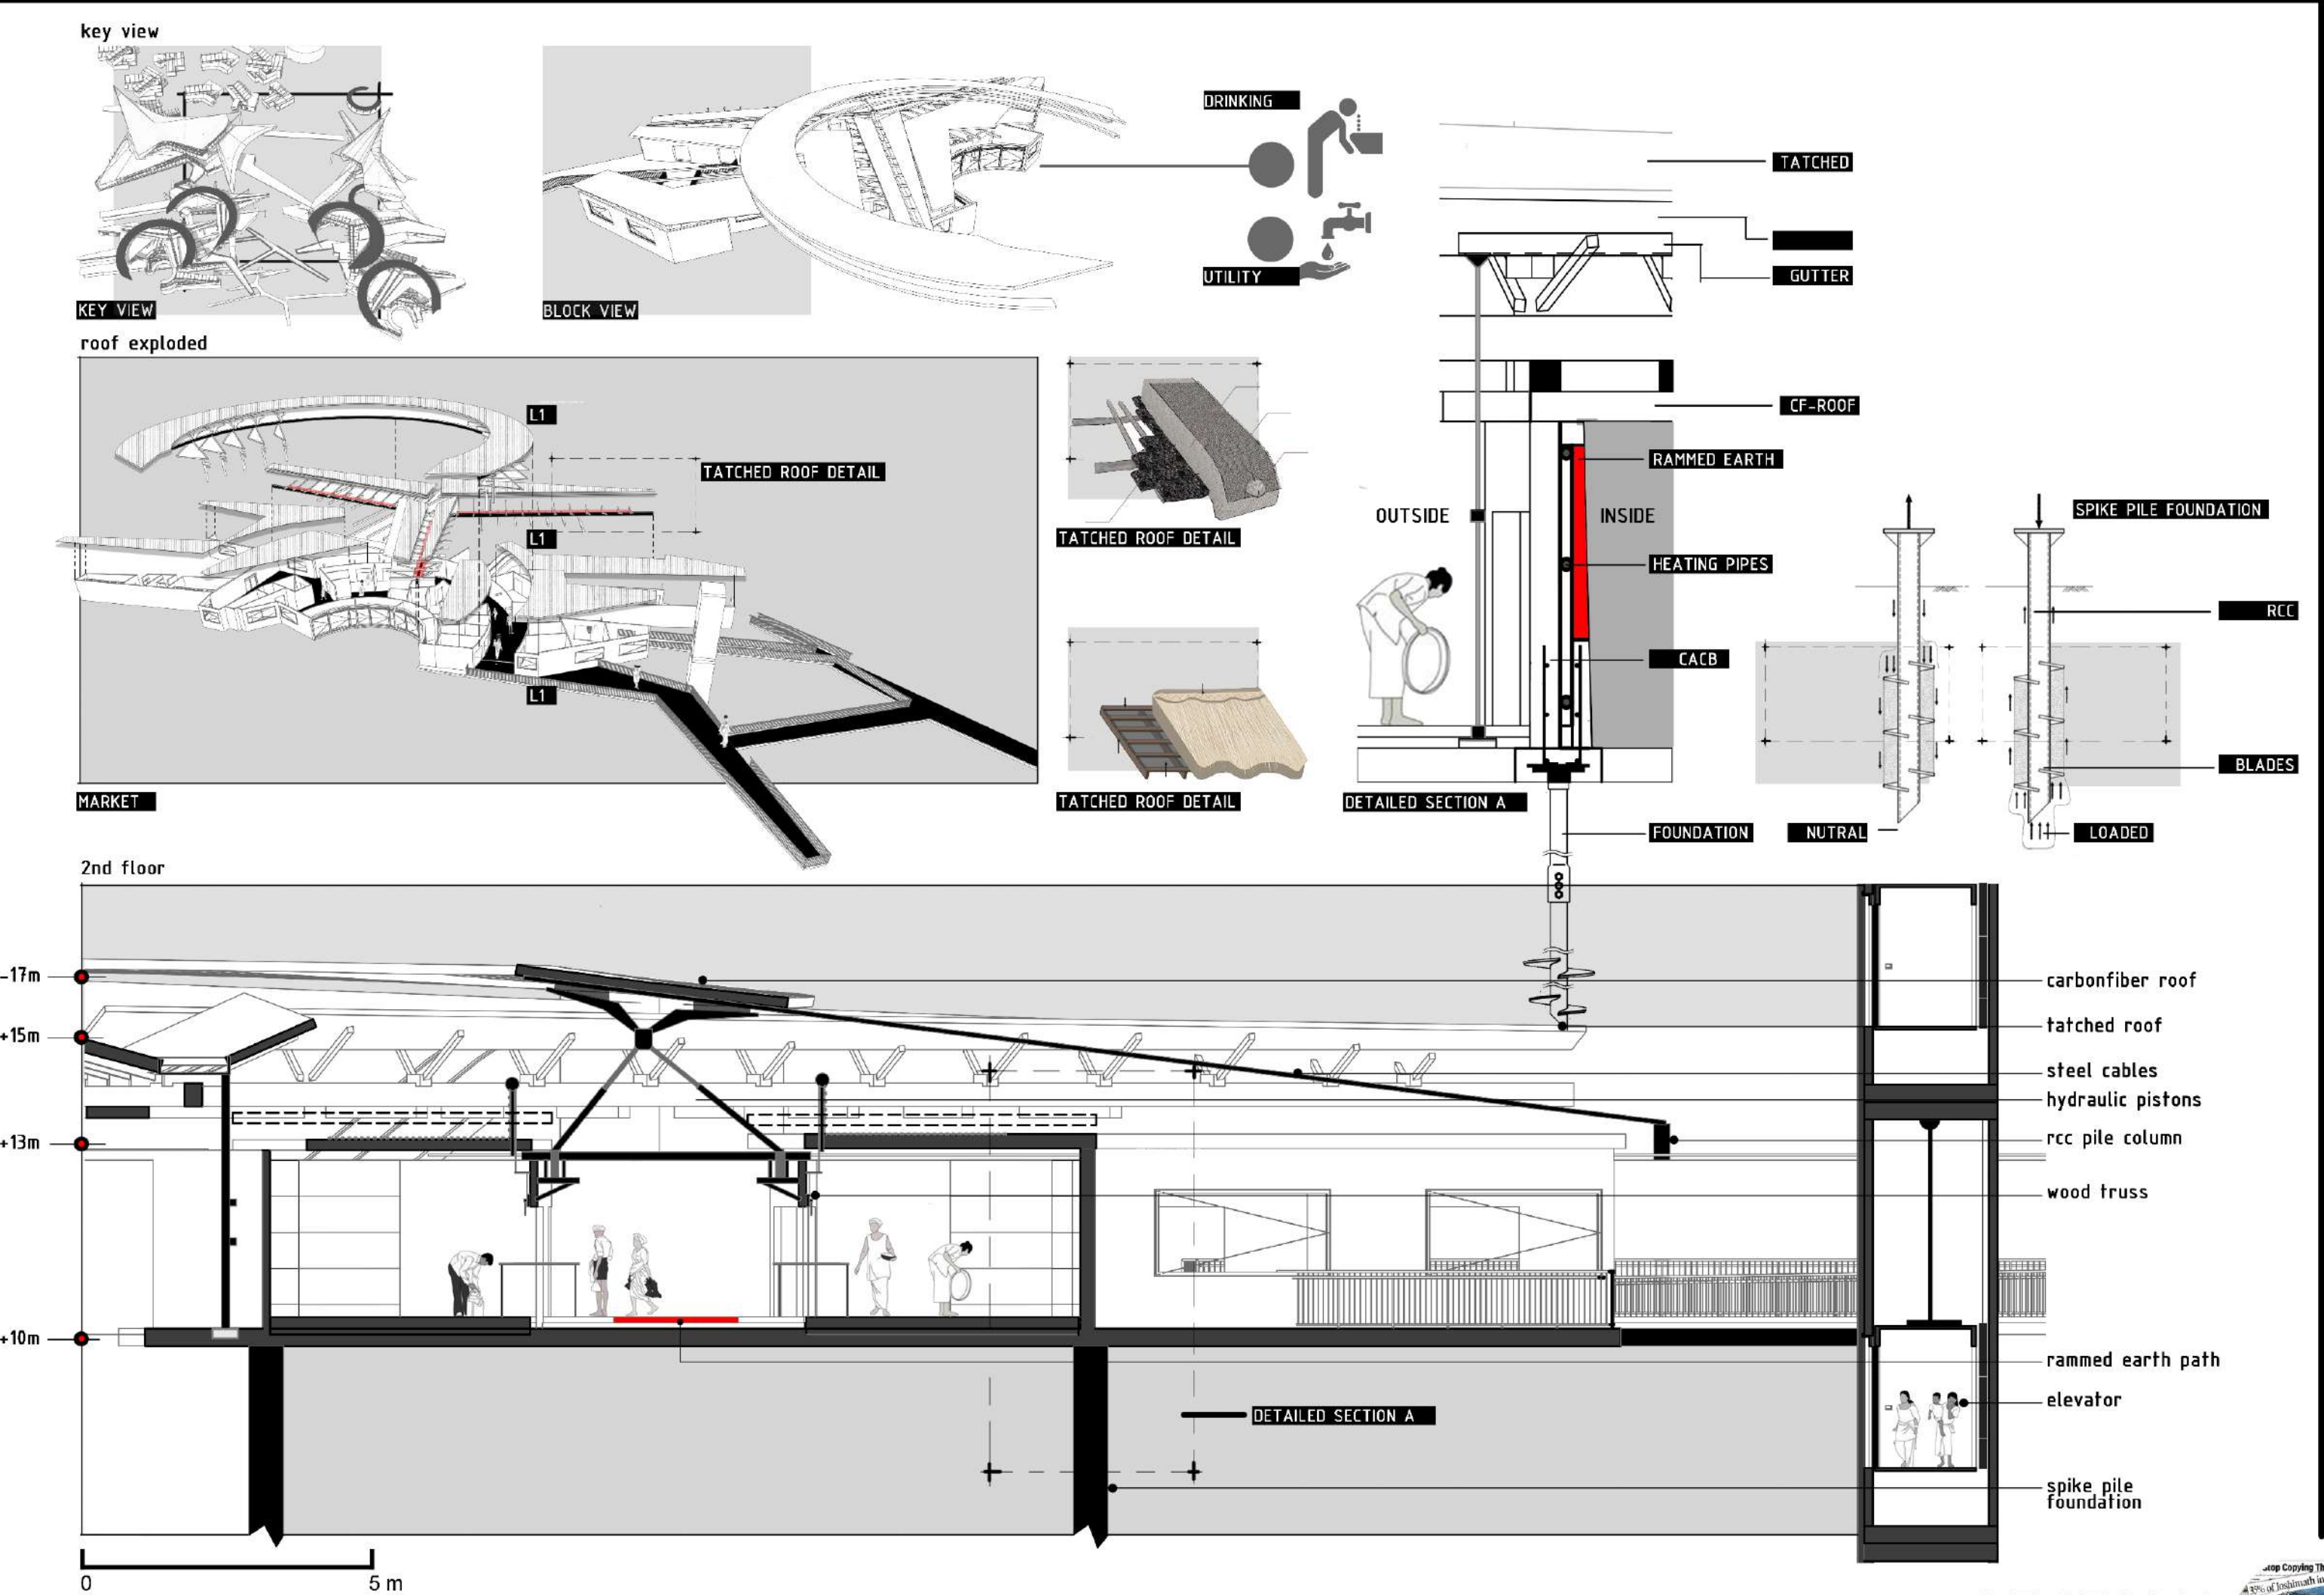 key view
KEY VIEW
BLOCK VIEW
DRINKING
UTILITY
TATCHED
GUTTER
CF-ROOF
RAMMED EARTH
OUTSIDE
INSIDE
HEATING PIPES
CACB
DETAILED SECTION A
FOUNDATION
SPIKE PILE FOUNDATION
RCC
BLADES
NUTRAL
LOADED
roof exploded
L1
TATCHED ROOF DETAIL
L1
L1
MARKET
TATCHED ROOF DETAIL
TATCHED ROOF DETAIL
2nd floor
-17m
+15m
+13m
+10m
carbonfiber roof
tatched roof
steel cables
hydraulic pistons
rcc pile column
wood truss
rammed earth path
elevator
DETAILED SECTION A
spike pile
foundation
0
5 m
Copying
of Joshimath